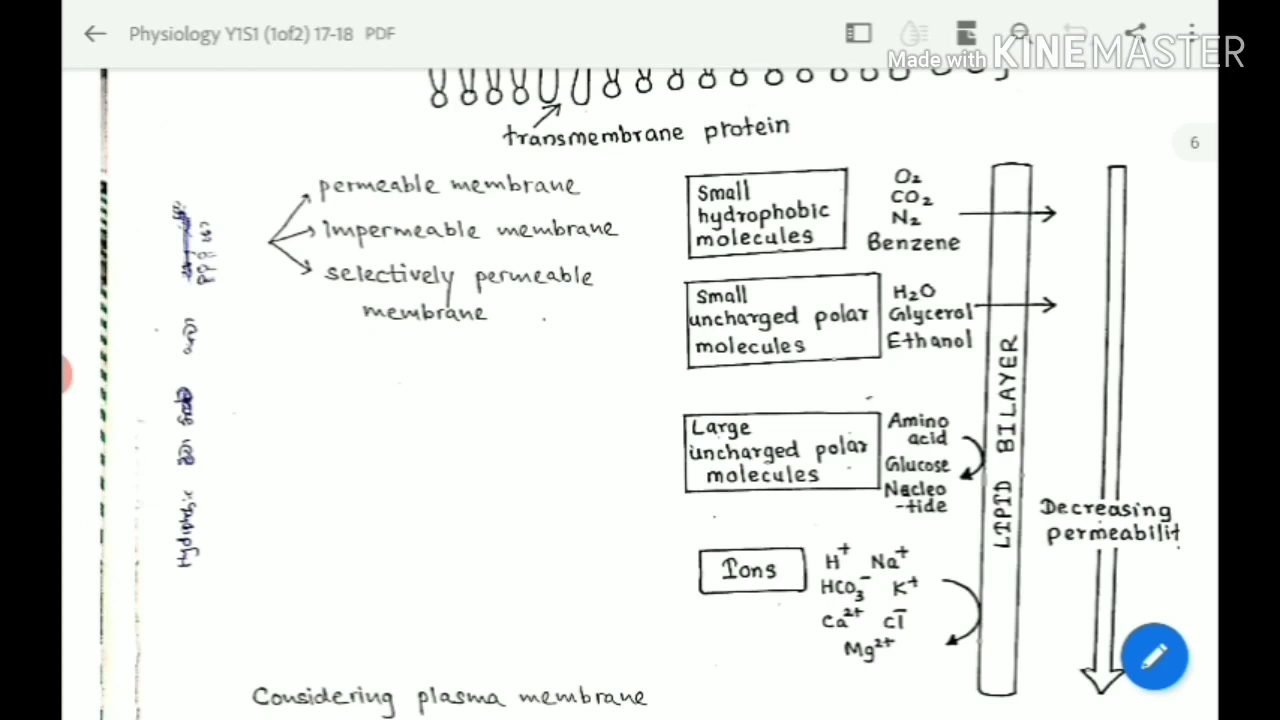 Physiology Y1S1 (1of2) 17-18 PDF
Made with KINEMASTER
transmembrane protein
6
permeable membrane
Impermeable membrane
selectively permeable
membrane
Small
hydrophobic
molecules
O₂
CO₂
N₂
Benzene
Small
uncharged polar
molecules
H₂O
Glycerol
Ethanol
Large
uncharged polar
molecules
Amino
acid
Glucose
Nucleo
-tide
Ions
H⁺ Na⁺
HCO₃⁻ K⁺
Ca²⁺ Cl⁻
Mg²⁺
LIPID BILAYER
Decreasing
permeabilit
Considering plasma membrane